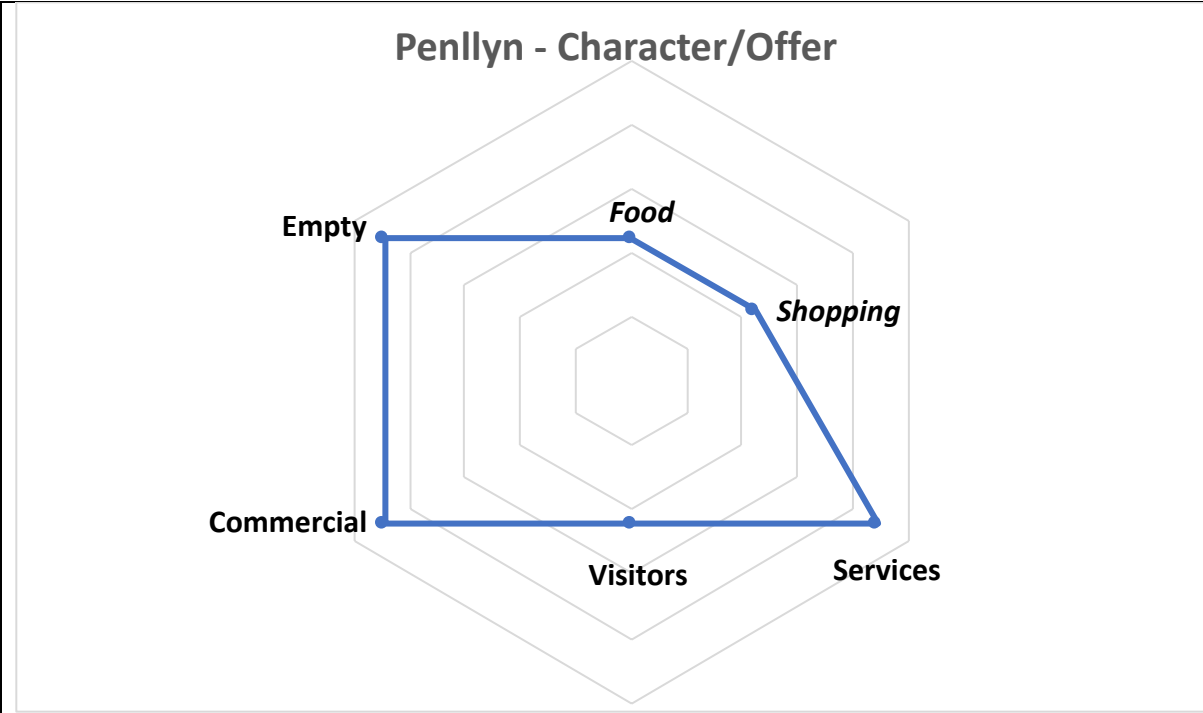 Penllyn - Character/Offer
Food
Empty
Shopping
Commercial
Visitors
Services